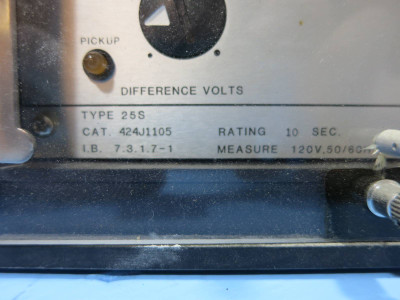 PICKUP
DIFFERENCE VOLTS
TYPE 25S
CAT. 424J1105 RATING 10 SEC.
I.B. 7.3.1.7-1 MEASURE 120V,50/60